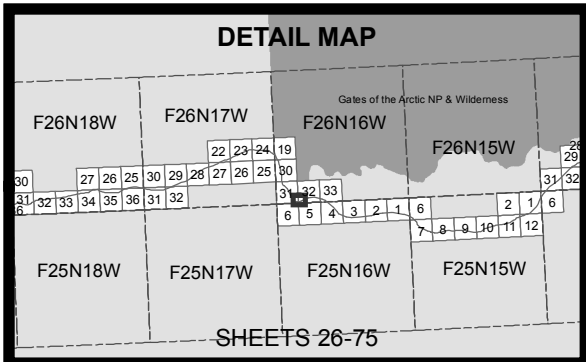 DETAIL MAP
Gates of the Arctic NP & Wilderness
F26N18W F26N17W F26N16W F26N15W
22 23 24 19 28
30 27 26 25 30 29 28 27 26 25 30 29
31 32 33 34 35 36 31 32 31 32 33 31 32
6 6 5 4 3 2 1 6 2 1 6
7 8 9 10 11 12
F25N18W F25N17W F25N16W F25N15W
SHEETS 26-75